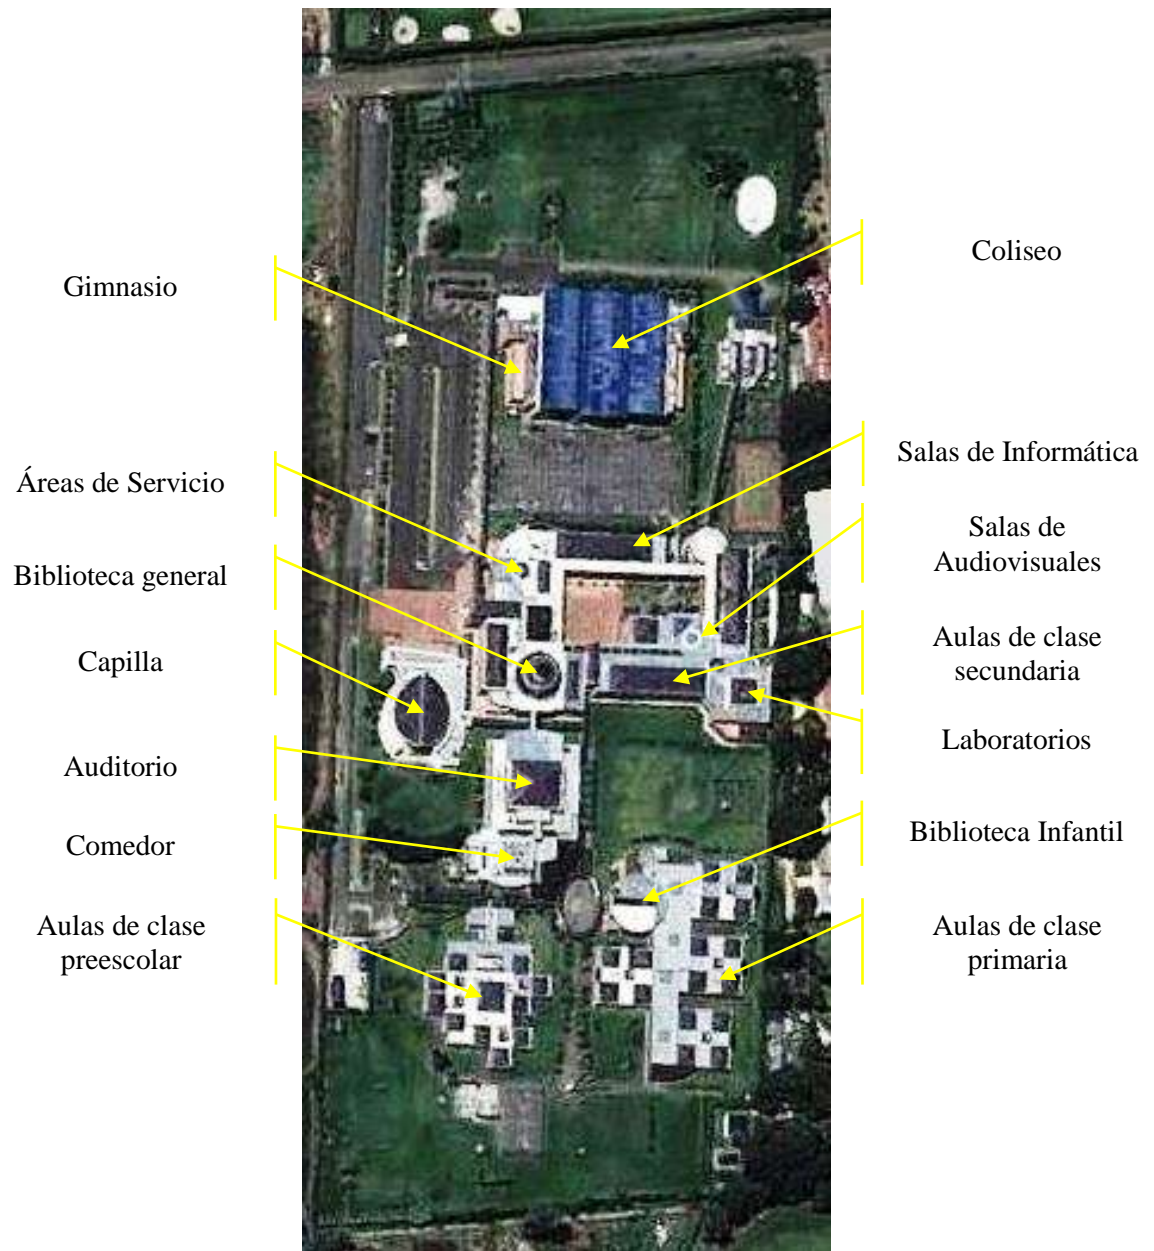 Gimnasio
Áreas de Servicio
Biblioteca general
Capilla
Auditorio
Comedor
Aulas de clase
preescolar
Coliseo
Salas de Informática
Salas de
Audiovisuales
Aulas de clase
secundaria
Laboratorios
Biblioteca Infantil
Aulas de clase
primaria